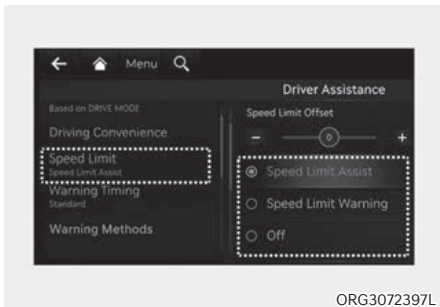 Menu
Driver Assistance
Based on DRIVE MODE
Driving Convenience
Speed Limit
Speed Limit Assist
Warning Timing
Standard
Warning Methods
Speed Limit Offset
- 0 +
Speed Limit Assist
Speed Limit Warning
Off
ORG3072397L